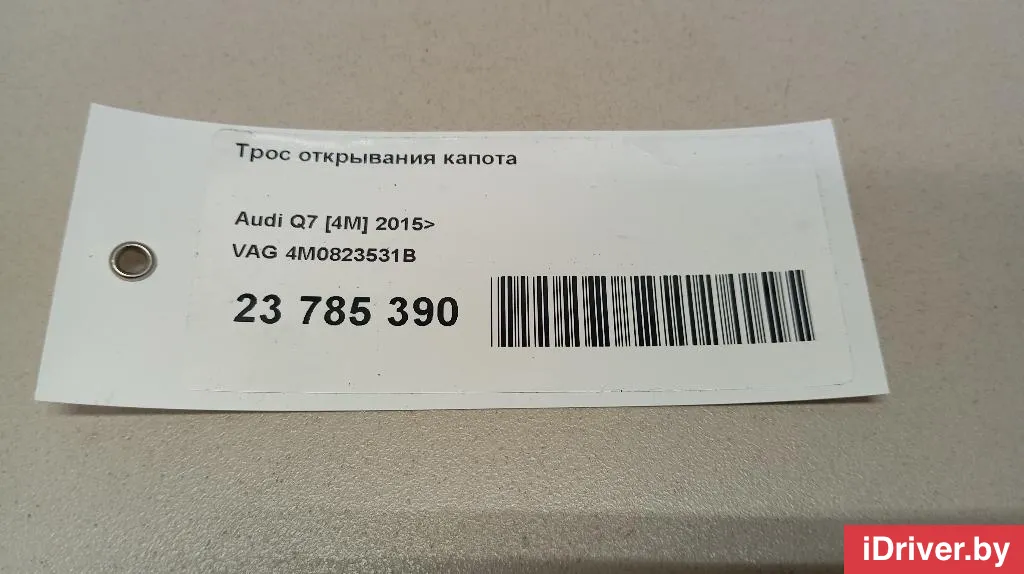 Трос открывания капота
Audi Q7 [4M] 2015>
VAG 4M0823531B
23 785 390
iDriver.by